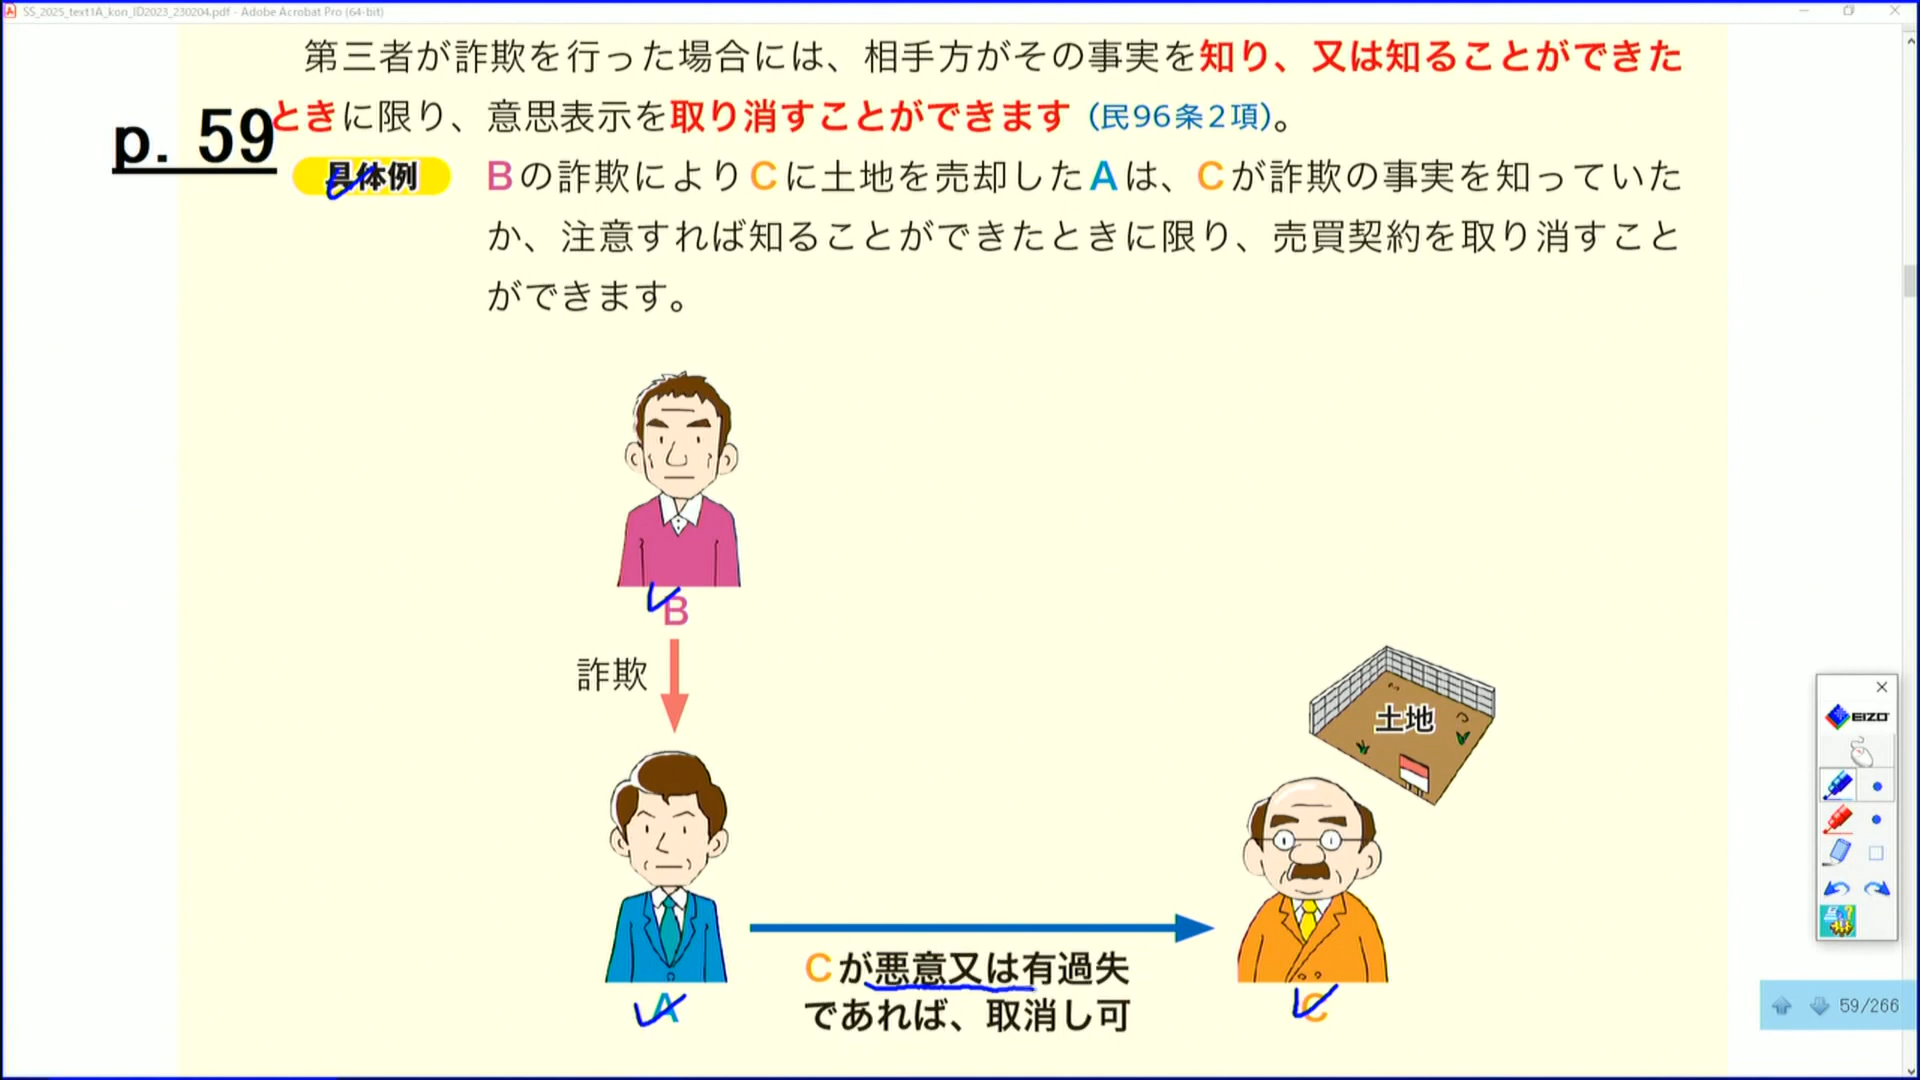 SS_2025_text1A_kon_ID2023_230204.pdf - Adobe Acrobat Pro (64-bit)
第三者が詐欺を行った場合には、相手方がその事実を知り、又は知ることができた
ときに限り、意思表示を取り消すことができます（民96条2項）。
p. 59
具体例
Bの詐欺によりCに土地を売却したAは、Cが詐欺の事実を知っていた
か、注意すれば知ることができたときに限り、売買契約を取り消すこと
ができます。
B
詐欺
土地
EIZO
Cが悪意又は有過失
であれば、取消し可
A
C
59/266